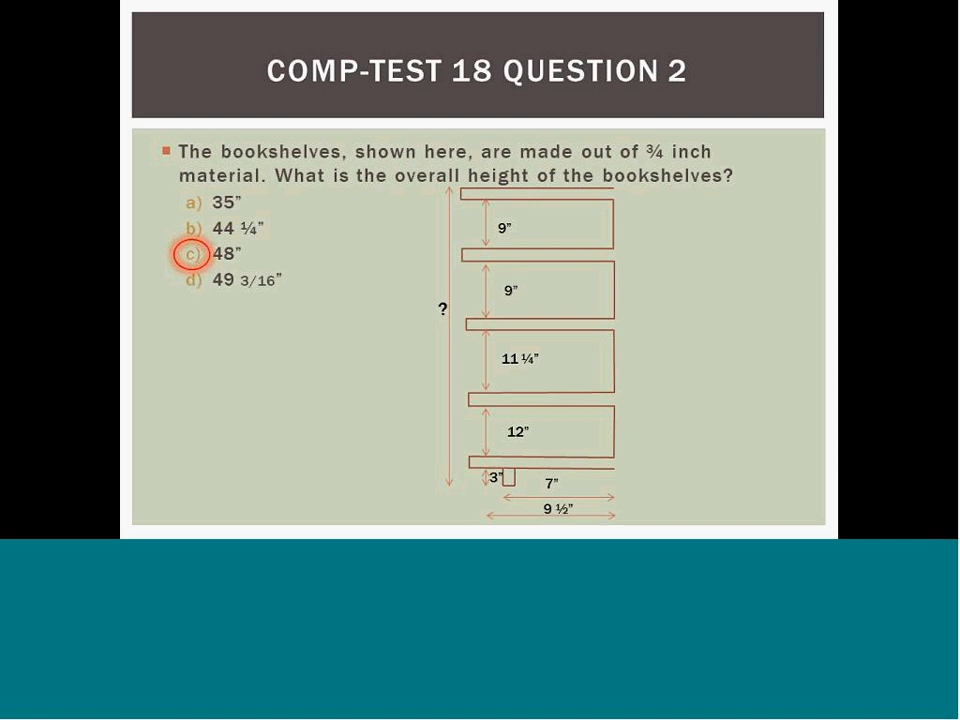 COMP-TEST 18 QUESTION 2
The bookshelves, shown here, are made out of ¾ inch
material. What is the overall height of the bookshelves?
a) 35”
b) 44 ¼”
c) 48”
d) 49 3/16”
9”
9”
?
11 ¼”
12”
3”
7”
9 ½”